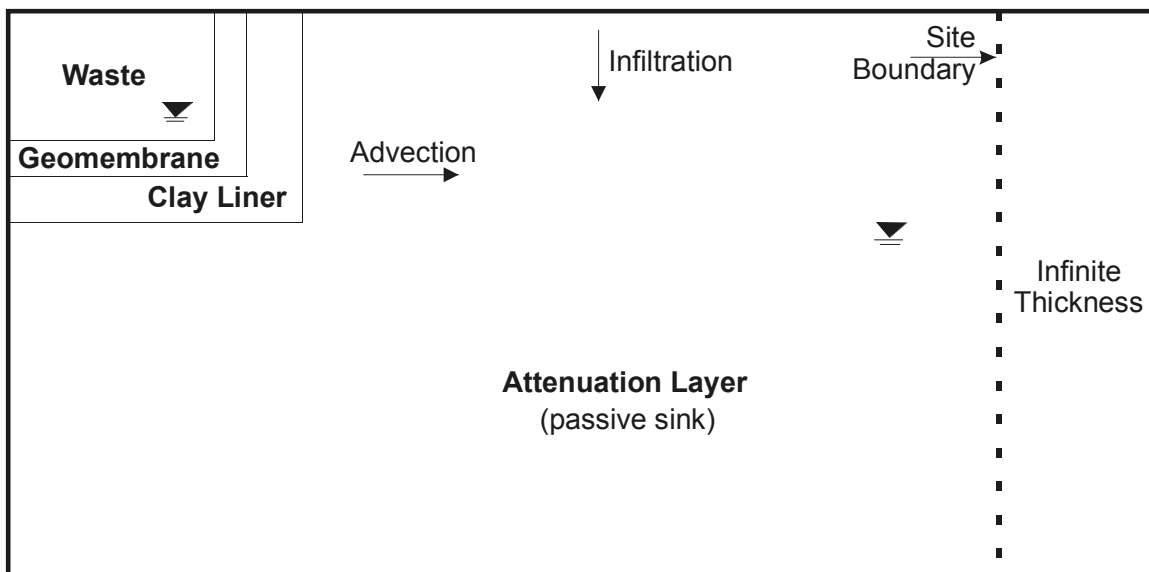 Waste
Geomembrane
Clay Liner
Advection
Infiltration
Site
Boundary
Infinite
Thickness
Attenuation Layer
(passive sink)